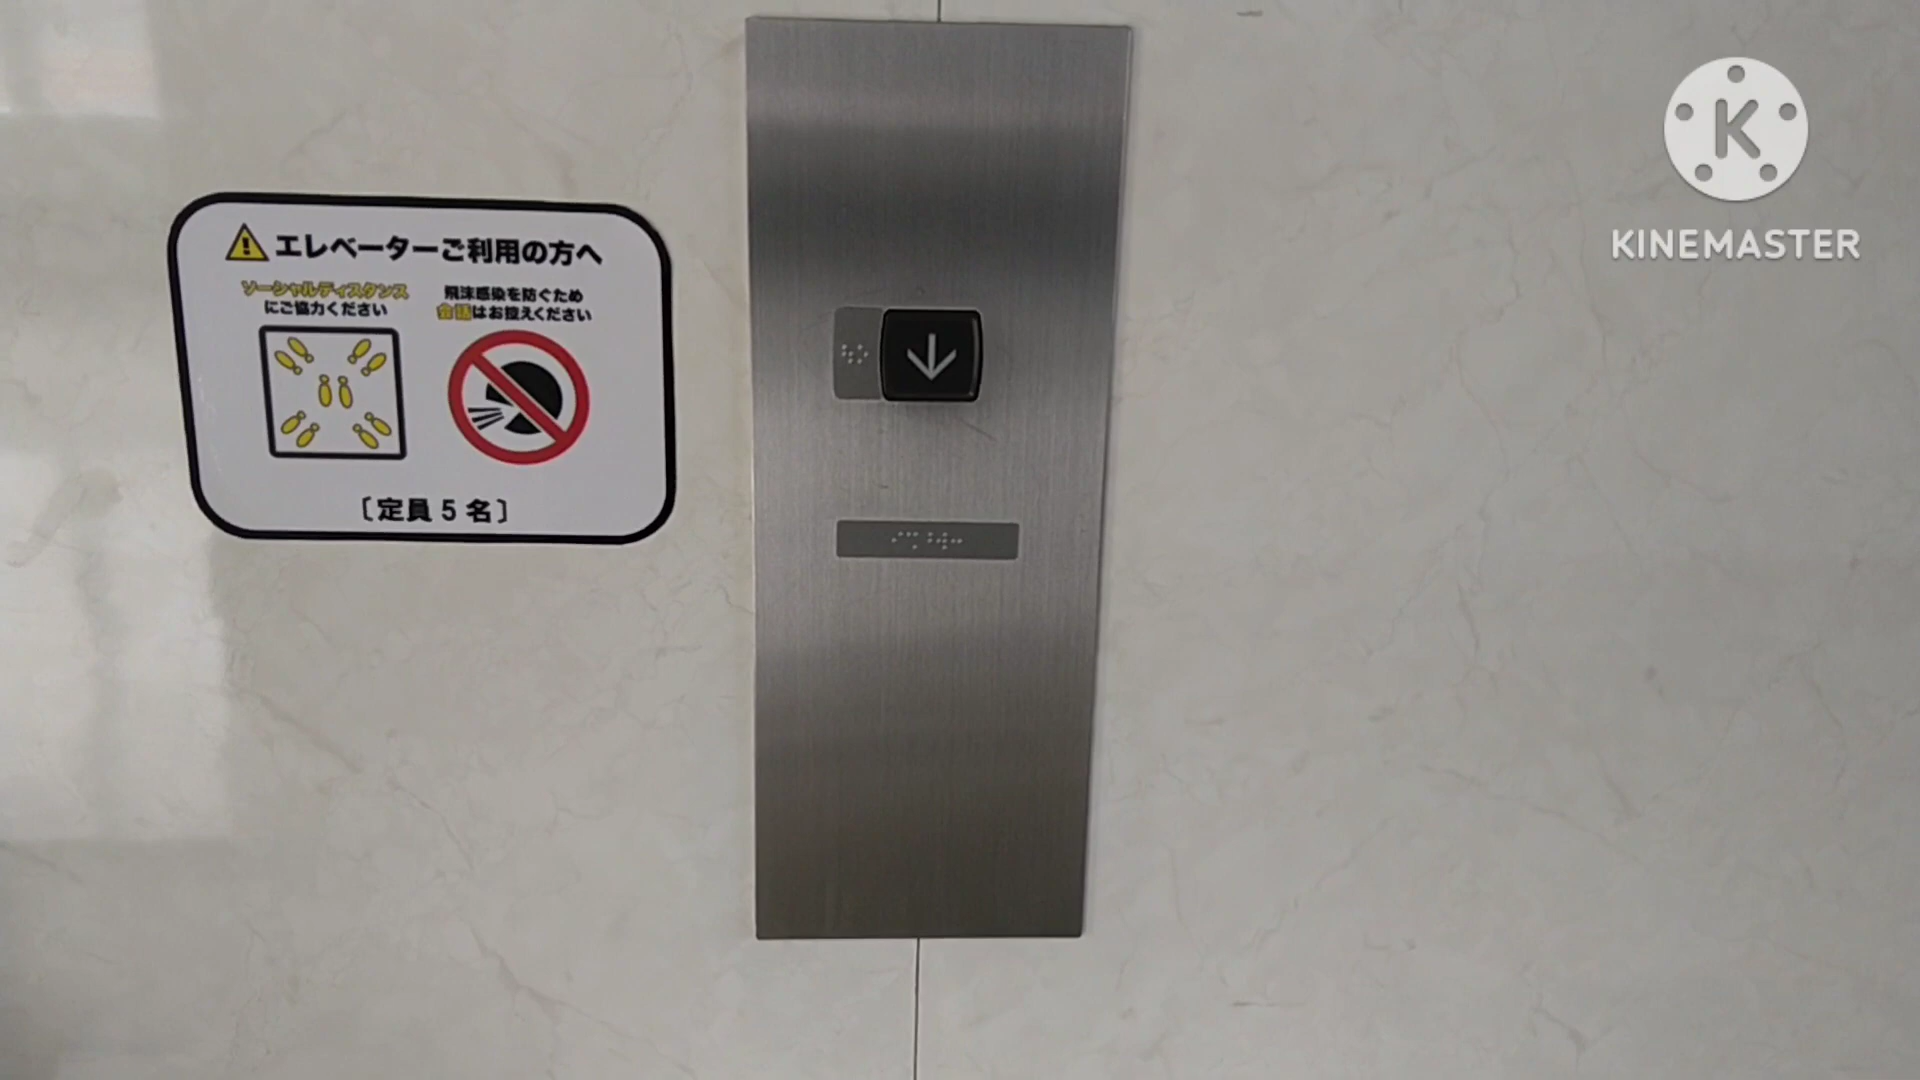 エレベーターご利用の方へ
ソーシャルディスタンス
にご協力ください
飛沫感染を防ぐため
会話はお控えください
〔定員5名〕
K
KINEMASTER